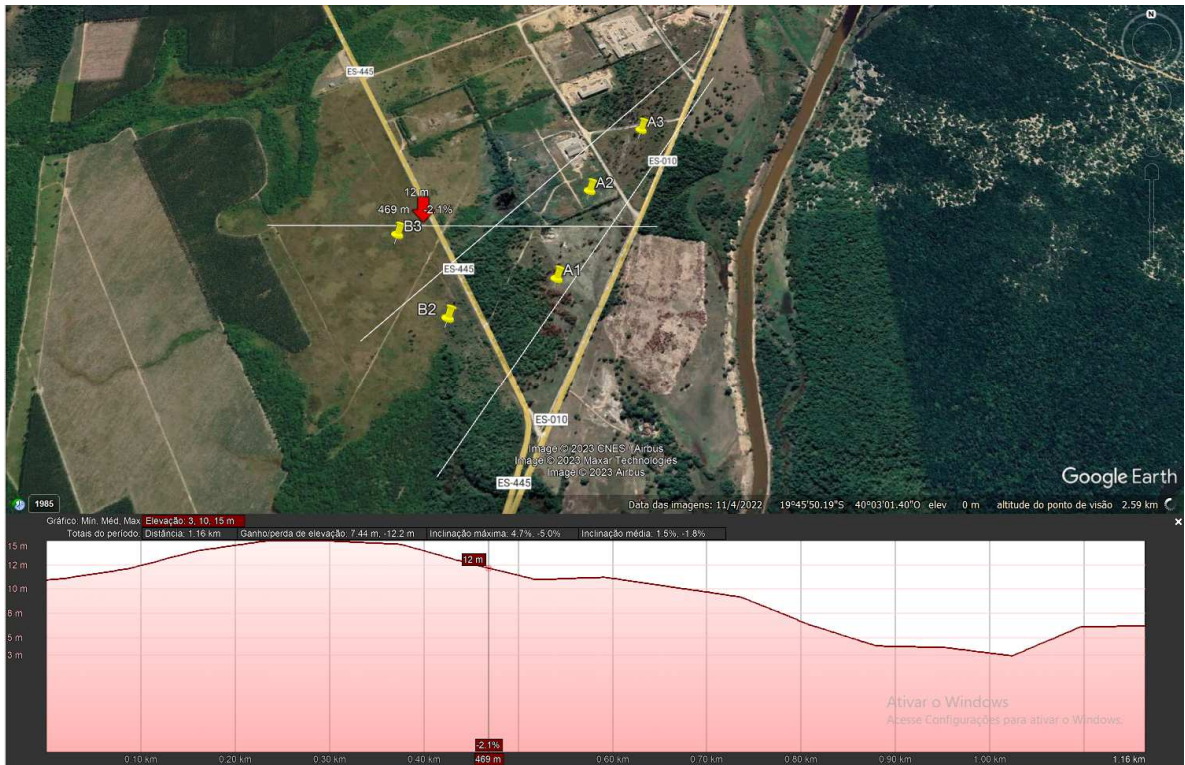 N
ES-445
A3
ES-010
A2
12 m
469 m -2.1%
B3
ES-445
A1
B2
ES-010
Image © 2023 CNES / Airbus
Image © 2023 Maxar Technologies
Image © 2023 Airbus
ES-445
Google Earth
1985
Data das imagens: 11/4/2022 19°45'50.19"S 40°03'01.40"O elev 0 m altitude do ponto de visão 2.59 km
Gráfico: Mín. Méd, Max Elevação: 3, 10, 15 m
Totais do período: Distância: 1.16 km Ganho/perda de elevação: 7.44 m, -12.2 m Inclinação máxima: 4.7%, -5.0% Inclinação média: 1.5%, -1.8%
15 m
12 m
12 m
10 m
8 m
5 m
3 m
Ativar o Windows
Acesse Configurações para ativar o Windows.
-2.1%
0.10 km 0.20 km 0.30 km 0.40 km 469 m 0.60 km 0.70 km 0.80 km 0.90 km 1.00 km 1.16 km